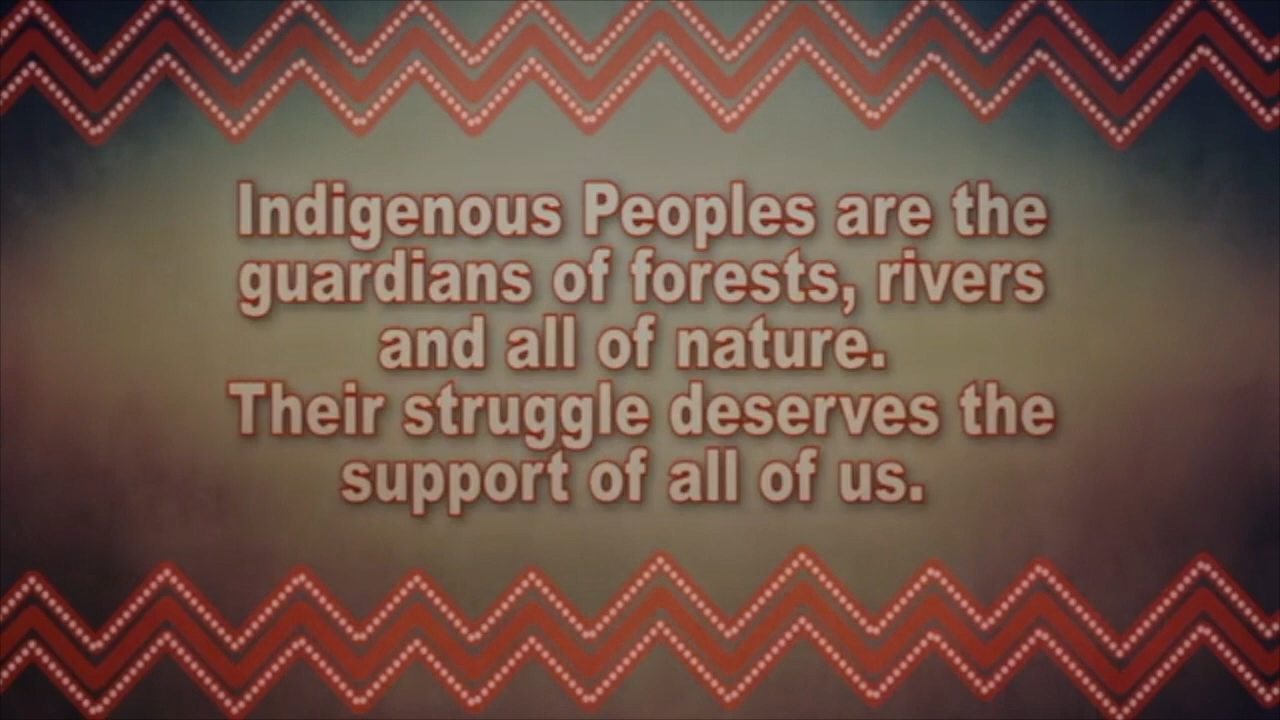 Indigenous Peoples are the
guardians of forests, rivers
and all of nature.
Their struggle deserves the
support of all of us.